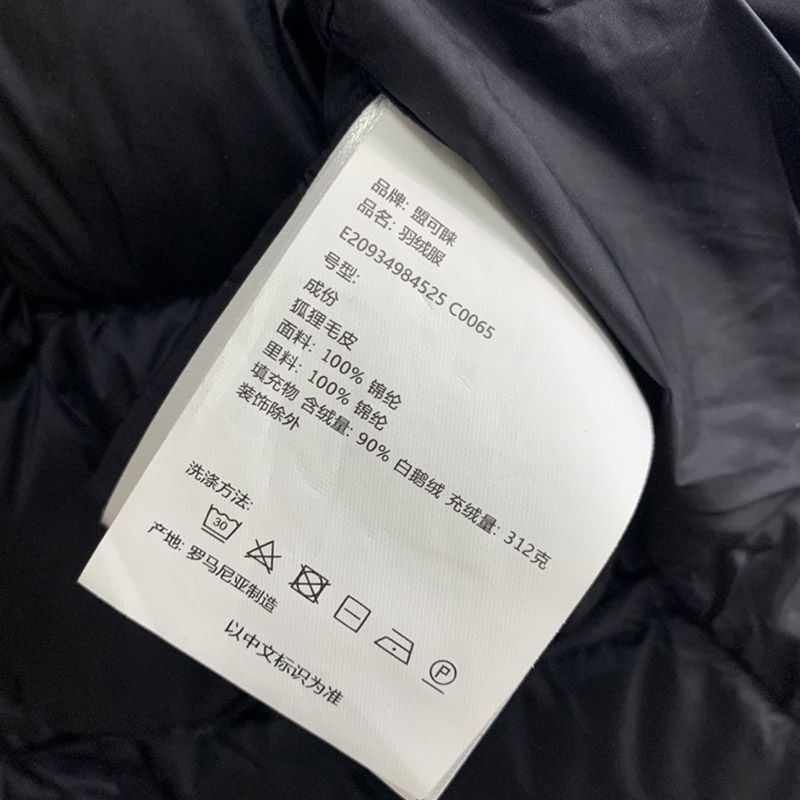 品牌: 盟可睐
品名: 羽绒服
E20934984525 C0065
号型:
成份
狐狸毛皮
面料: 100% 锦纶
里料: 100% 锦纶
填充物 含绒量: 90% 白鹅绒 充绒量: 312克
装饰除外
洗涤方法:
30
P
产地: 罗马尼亚制造
以中文标识为准